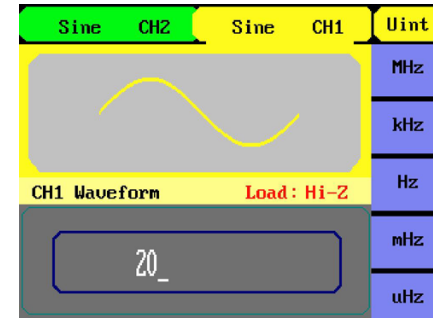 Sine CH2 Sine CH1 Uint
MHz
kHz
Hz
CH1 Waveform Load: Hi-Z
mHz
20_
uHz